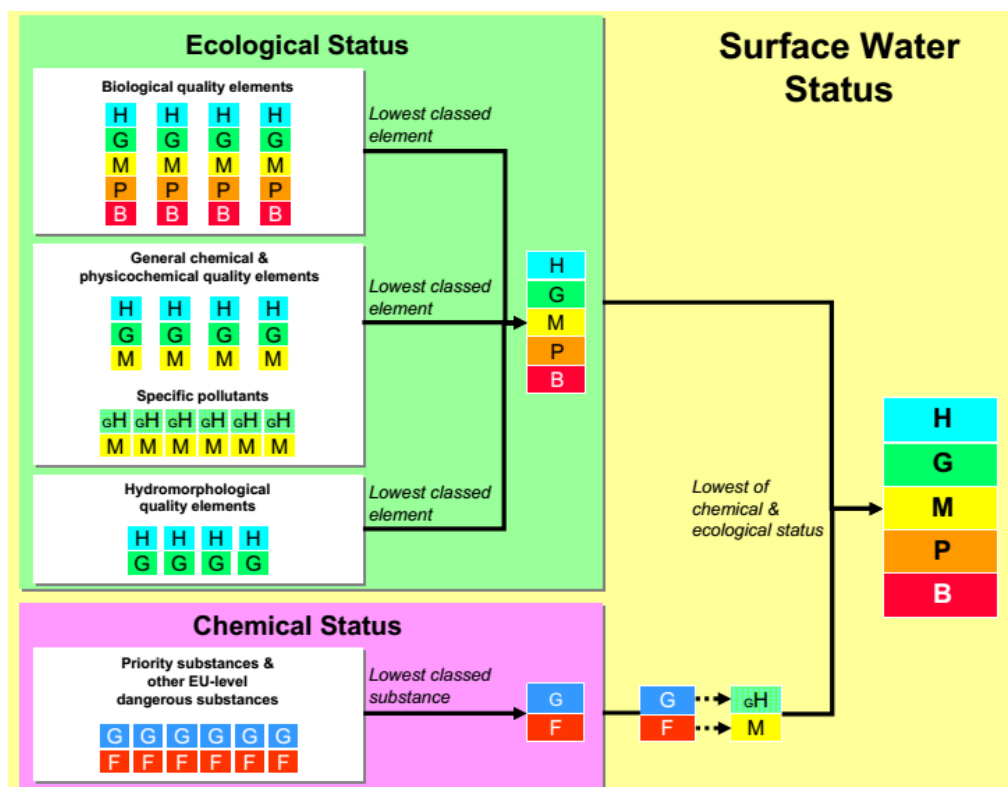 Surface Water
Status
Ecological Status
Biological quality elements
H H H H
G G G G
M M M M
P P P P
B B B B
Lowest classed
element
General chemical &
physicochemical quality elements
H H H H
G G G G
M M M M
Lowest classed
element
Specific pollutants
GH GH GH GH GH GH
M M M M M M
Hydromorphological
quality elements
H H H H
G G G G
Lowest classed
element
H
G
M
P
B
Chemical Status
Priority substances &
other EU-level
dangerous substances
G G G G G G
F F F F F F
Lowest classed
substance
G
F
G GH
F M
Lowest of
chemical &
ecological status
H
G
M
P
B